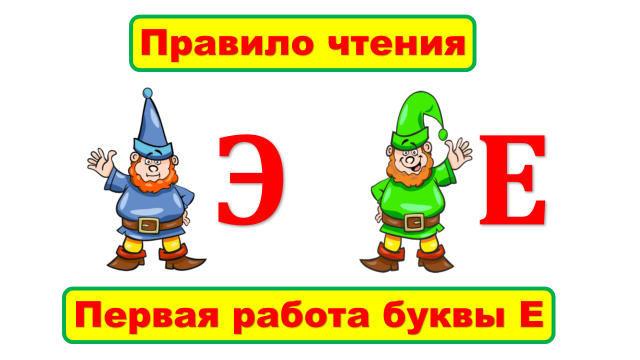 Правило чтения
Э Е
Первая работа буквы Е